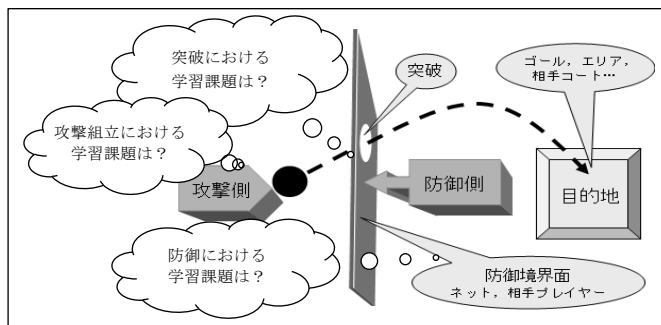 突破における
学習課題は？
攻撃組立における
学習課題は？
防御における
学習課題は？
攻撃側
突破
防御側
ゴール，エリア，
相手コート…
目的地
防御境界面
ネット，相手プレイヤー